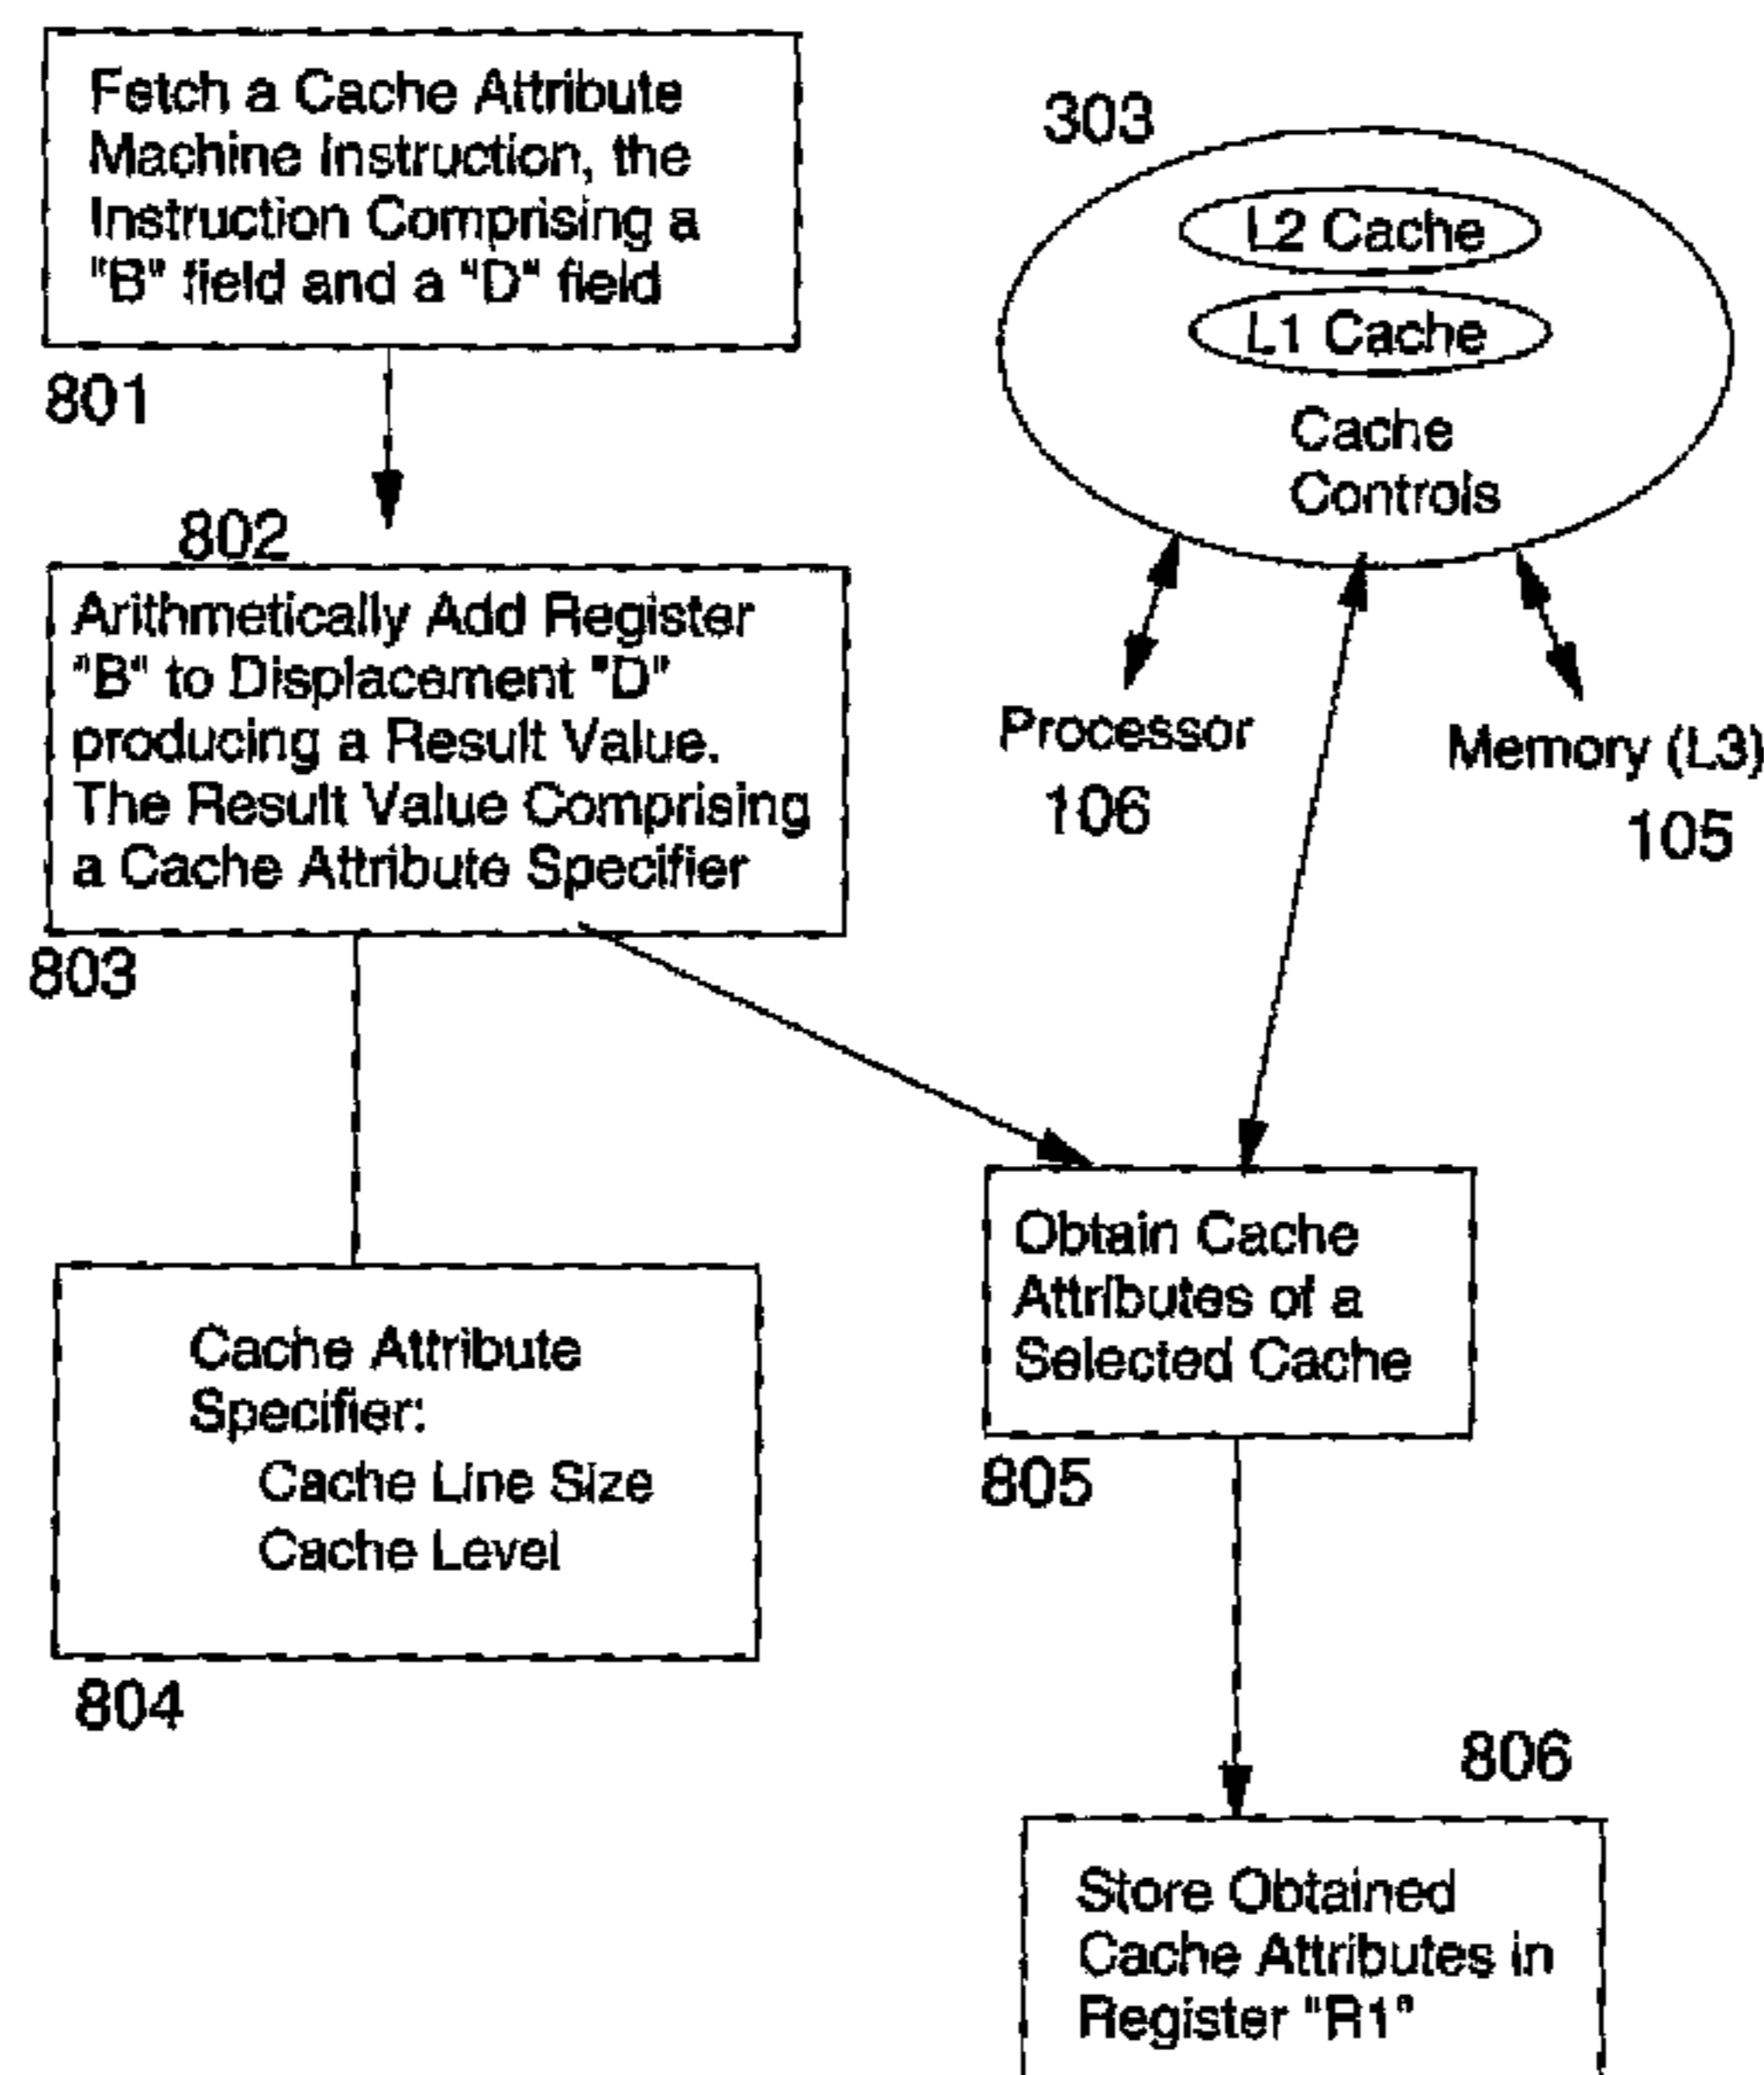 Fetch a Cache Attribute
Machine Instruction, the
Instruction Comprising a
"B" field and a "D" field
801
802
Arithmetically Add Register
"B" to Displacement "D"
producing a Result Value.
The Result Value Comprising
a Cache Attribute Specifier
803
Cache Attribute
Specifier:
Cache Line Size
Cache Level
804
303
L2 Cache
L1 Cache
Cache
Controls
Processor
106
Memory (L3)
105
Obtain Cache
Attributes of a
Selected Cache
805
806
Store Obtained
Cache Attributes in
Register "R1"